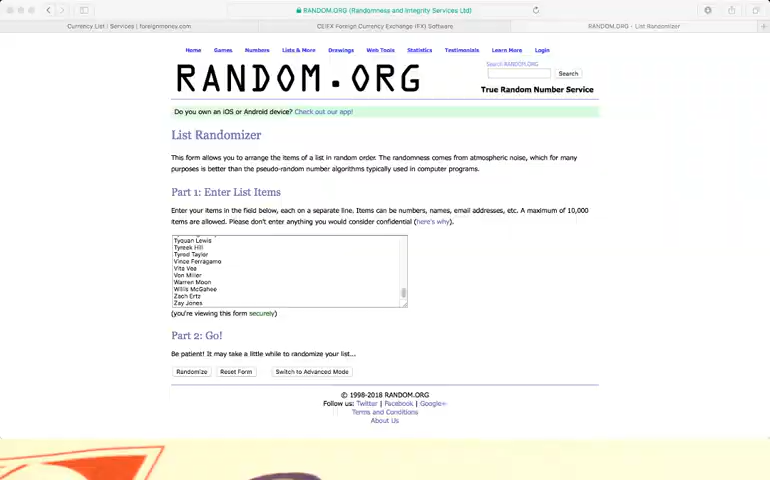 RANDOM.ORG (Randomness and Integrity Services Ltd)
Currency List | Services | foreignmoney.com
CEIFX Foreign Currency Exchange (FX) Software
RANDOM.ORG - List Randomizer
Home Games Numbers Lists & More Drawings Web Tools Statistics Testimonials Learn More Login
RANDOM.ORG
Search RANDOM.ORG
Search
True Random Number Service
Do you own an iOS or Android device? Check out our app!
List Randomizer
This form allows you to arrange the items of a list in random order. The randomness comes from atmospheric noise, which for many
purposes is better than the pseudo-random number algorithms typically used in computer programs.
Part 1: Enter List Items
Enter your items in the field below, each on a separate line. Items can be numbers, names, email addresses, etc. A maximum of 10,000
items are allowed. Please don't enter anything you would consider confidential (here's why).
Tyquan Lewis
Tyreek Hill
Tyrod Taylor
Vince Ferragamo
Vita Vea
Von Miller
Warren Moon
Willis McGahee
Zach Ertz
Zay Jones
(you're viewing this form securely)
Part 2: Go!
Be patient! It may take a little while to randomize your list...
Randomize Reset Form Switch to Advanced Mode
© 1998-2018 RANDOM.ORG
Follow us: Twitter | Facebook | Google+
Terms and Conditions
About Us